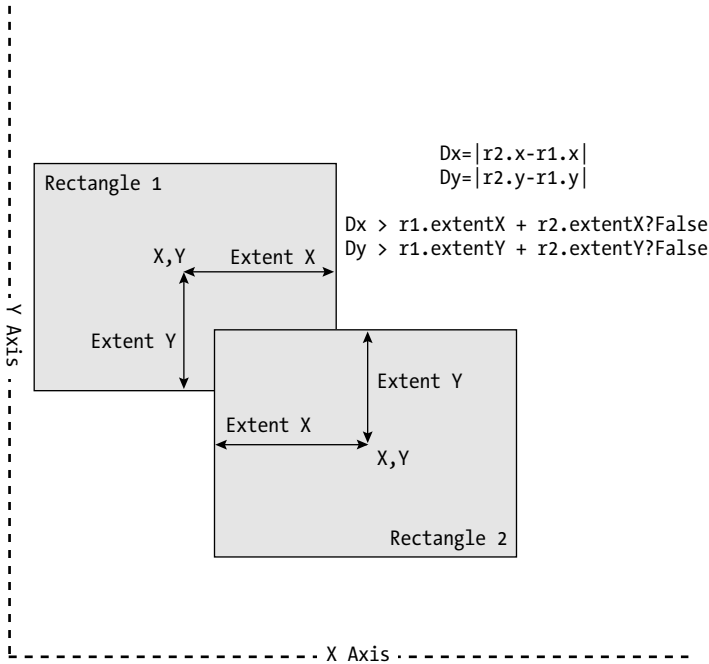 Dx=|r2.x-r1.x|
Dy=|r2.y-r1.y|
Rectangle 1
Dx > r1.extentX + r2.extentX?False
Dy > r1.extentY + r2.extentY?False
X,Y
Extent X
Extent Y
Y Axis
Extent Y
Extent X
X,Y
Rectangle 2
X Axis